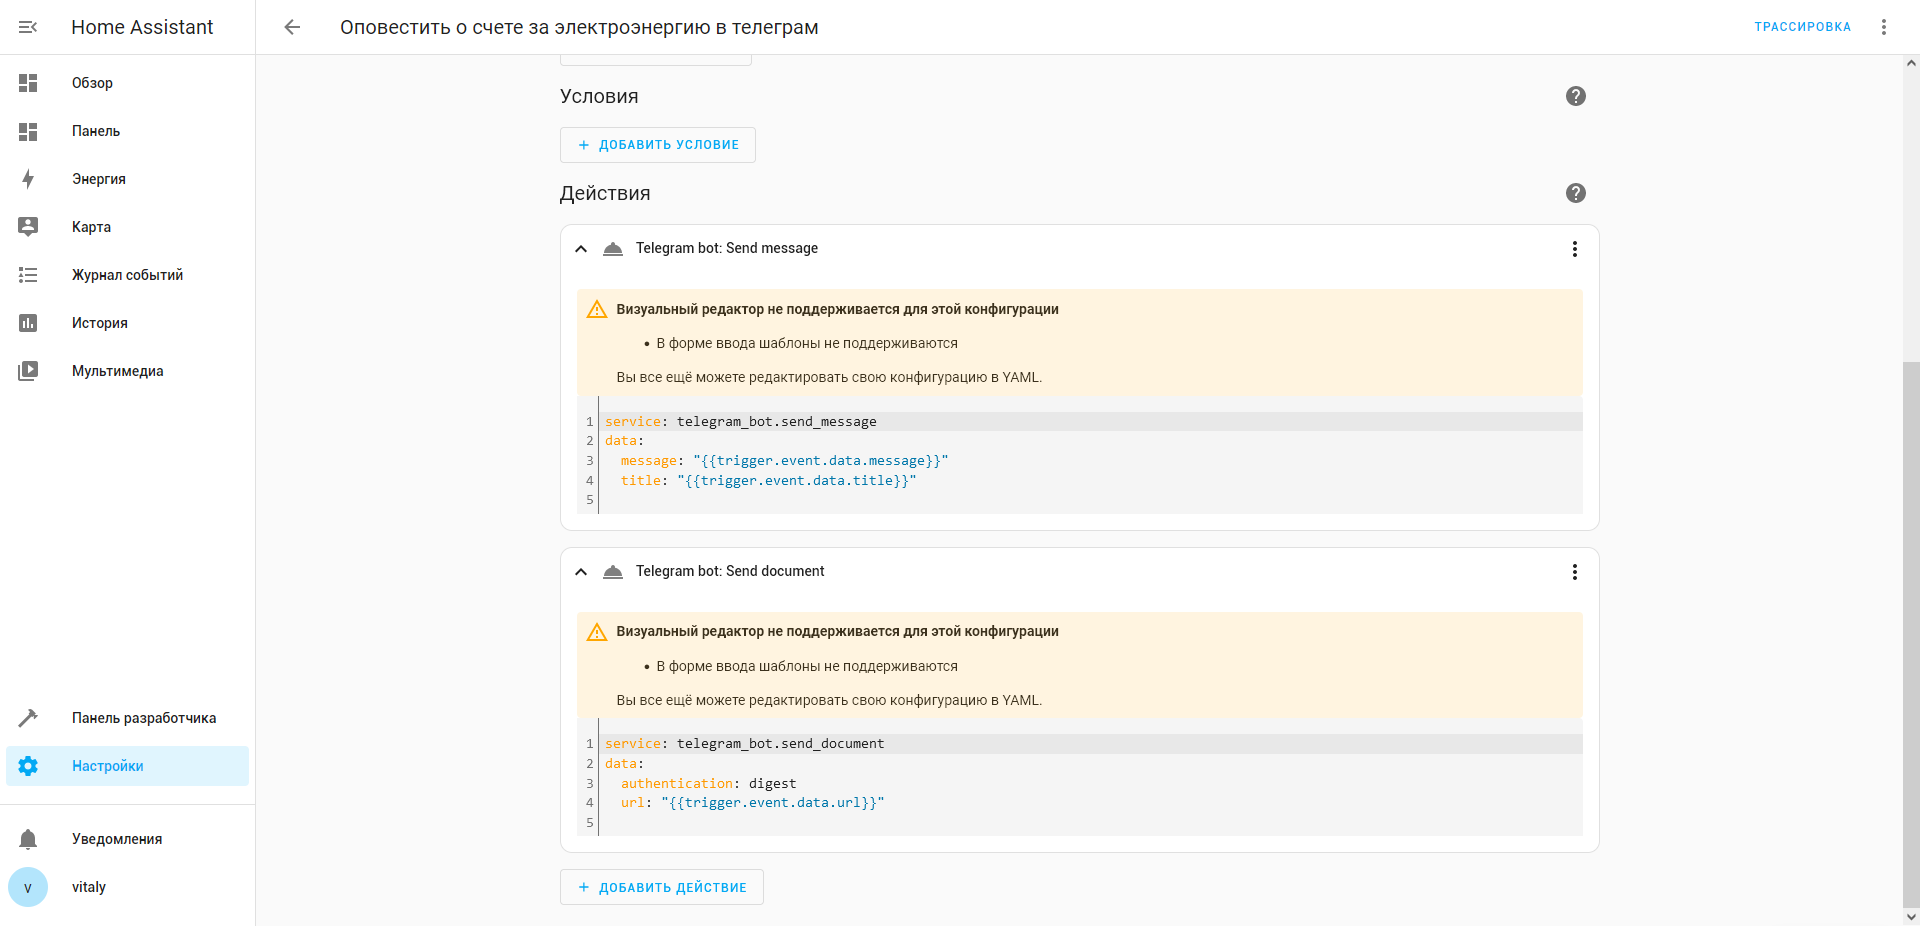 Home Assistant
Оповестить о счете за электроэнергию в телеграм
ТРАССИРОВКА
Обзор
Панель
Энергия
Карта
Журнал событий
История
Мультимедиа
Панель разработчика
Настройки
Уведомления
V
vitaly
Условия
+ ДОБАВИТЬ УСЛОВИЕ
Действия
Telegram bot: Send message
Визуальный редактор не поддерживается для этой конфигурации
• В форме ввода шаблоны не поддерживаются
Вы все ещё можете редактировать свою конфигурацию в YAML.
1 service: telegram_bot.send_message
2 data:
3   message: "{{trigger.event.data.message}}"
4   title: "{{trigger.event.data.title}}"
5
Telegram bot: Send document
Визуальный редактор не поддерживается для этой конфигурации
• В форме ввода шаблоны не поддерживаются
Вы все ещё можете редактировать свою конфигурацию в YAML.
1 service: telegram_bot.send_document
2 data:
3   authentication: digest
4   url: "{{trigger.event.data.url}}"
5
+ ДОБАВИТЬ ДЕЙСТВИЕ